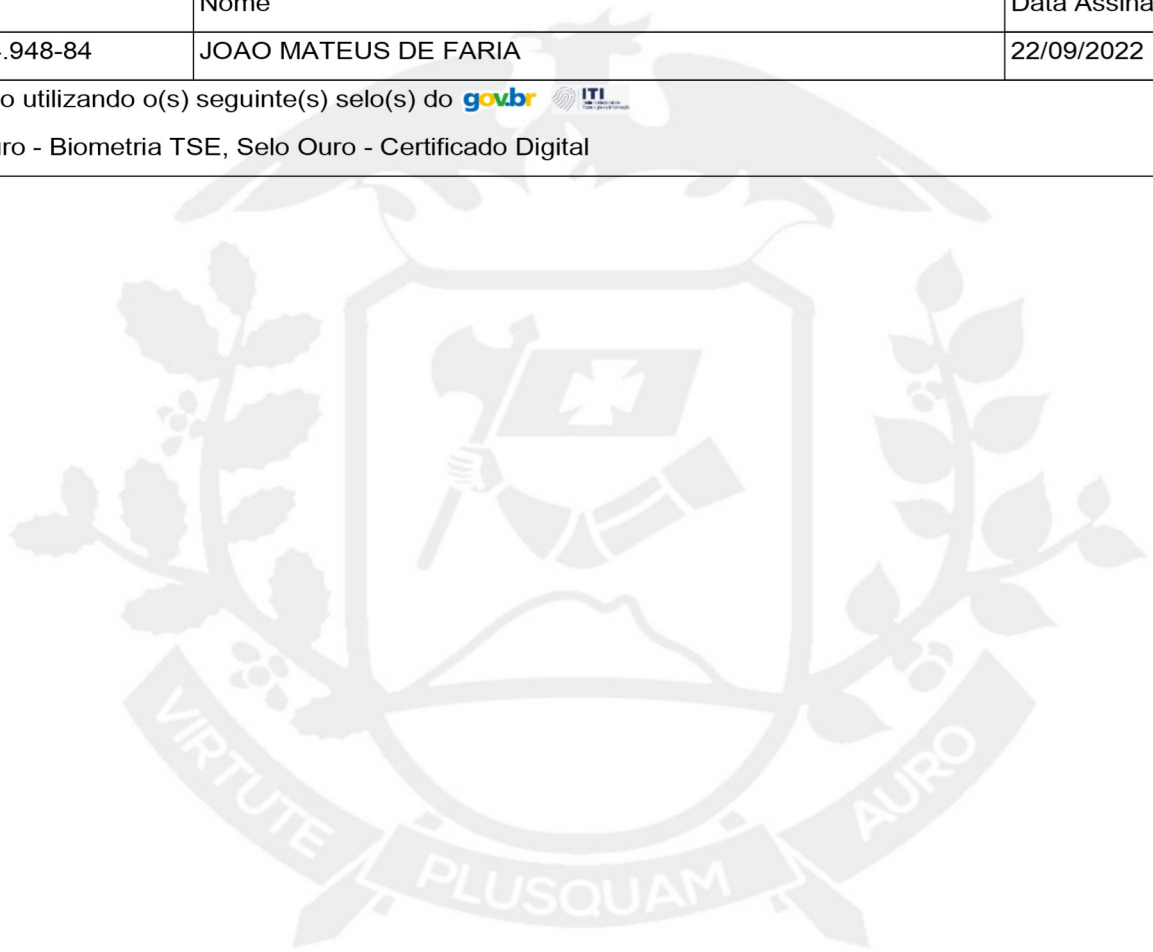 Nome Data Assina
.948-84 JOAO MATEUS DE FARIA 22/09/2022
o utilizando o(s) seguinte(s) selo(s) do gov.br ITI
ro - Biometria TSE, Selo Ouro - Certificado Digital
VIRTUTE PLUSQUAM AURO